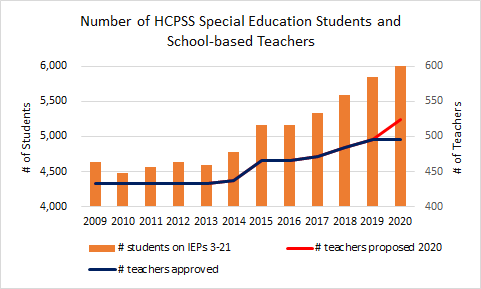 Number of HCPSS Special Education Students and
School-based Teachers
# of Students
6,000
5,500
5,000
4,500
4,000
600
550
500
450
400
# of Teachers
2009 2010 2011 2012 2013 2014 2015 2016 2017 2018 2019 2020
# students on IEPs 3-21
# teachers proposed 2020
# teachers approved